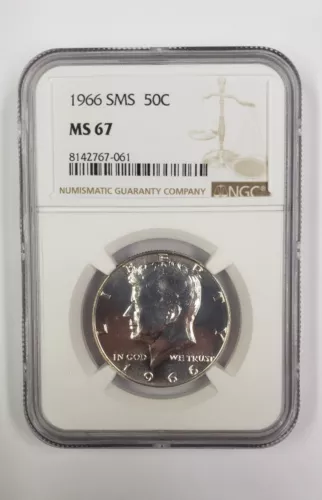 1966 SMS 50C
MS 67
8142767-061
NUMISMATIC GUARANTY COMPANY
NGC
LIBERTY
IN GOD WE TRUST
1966